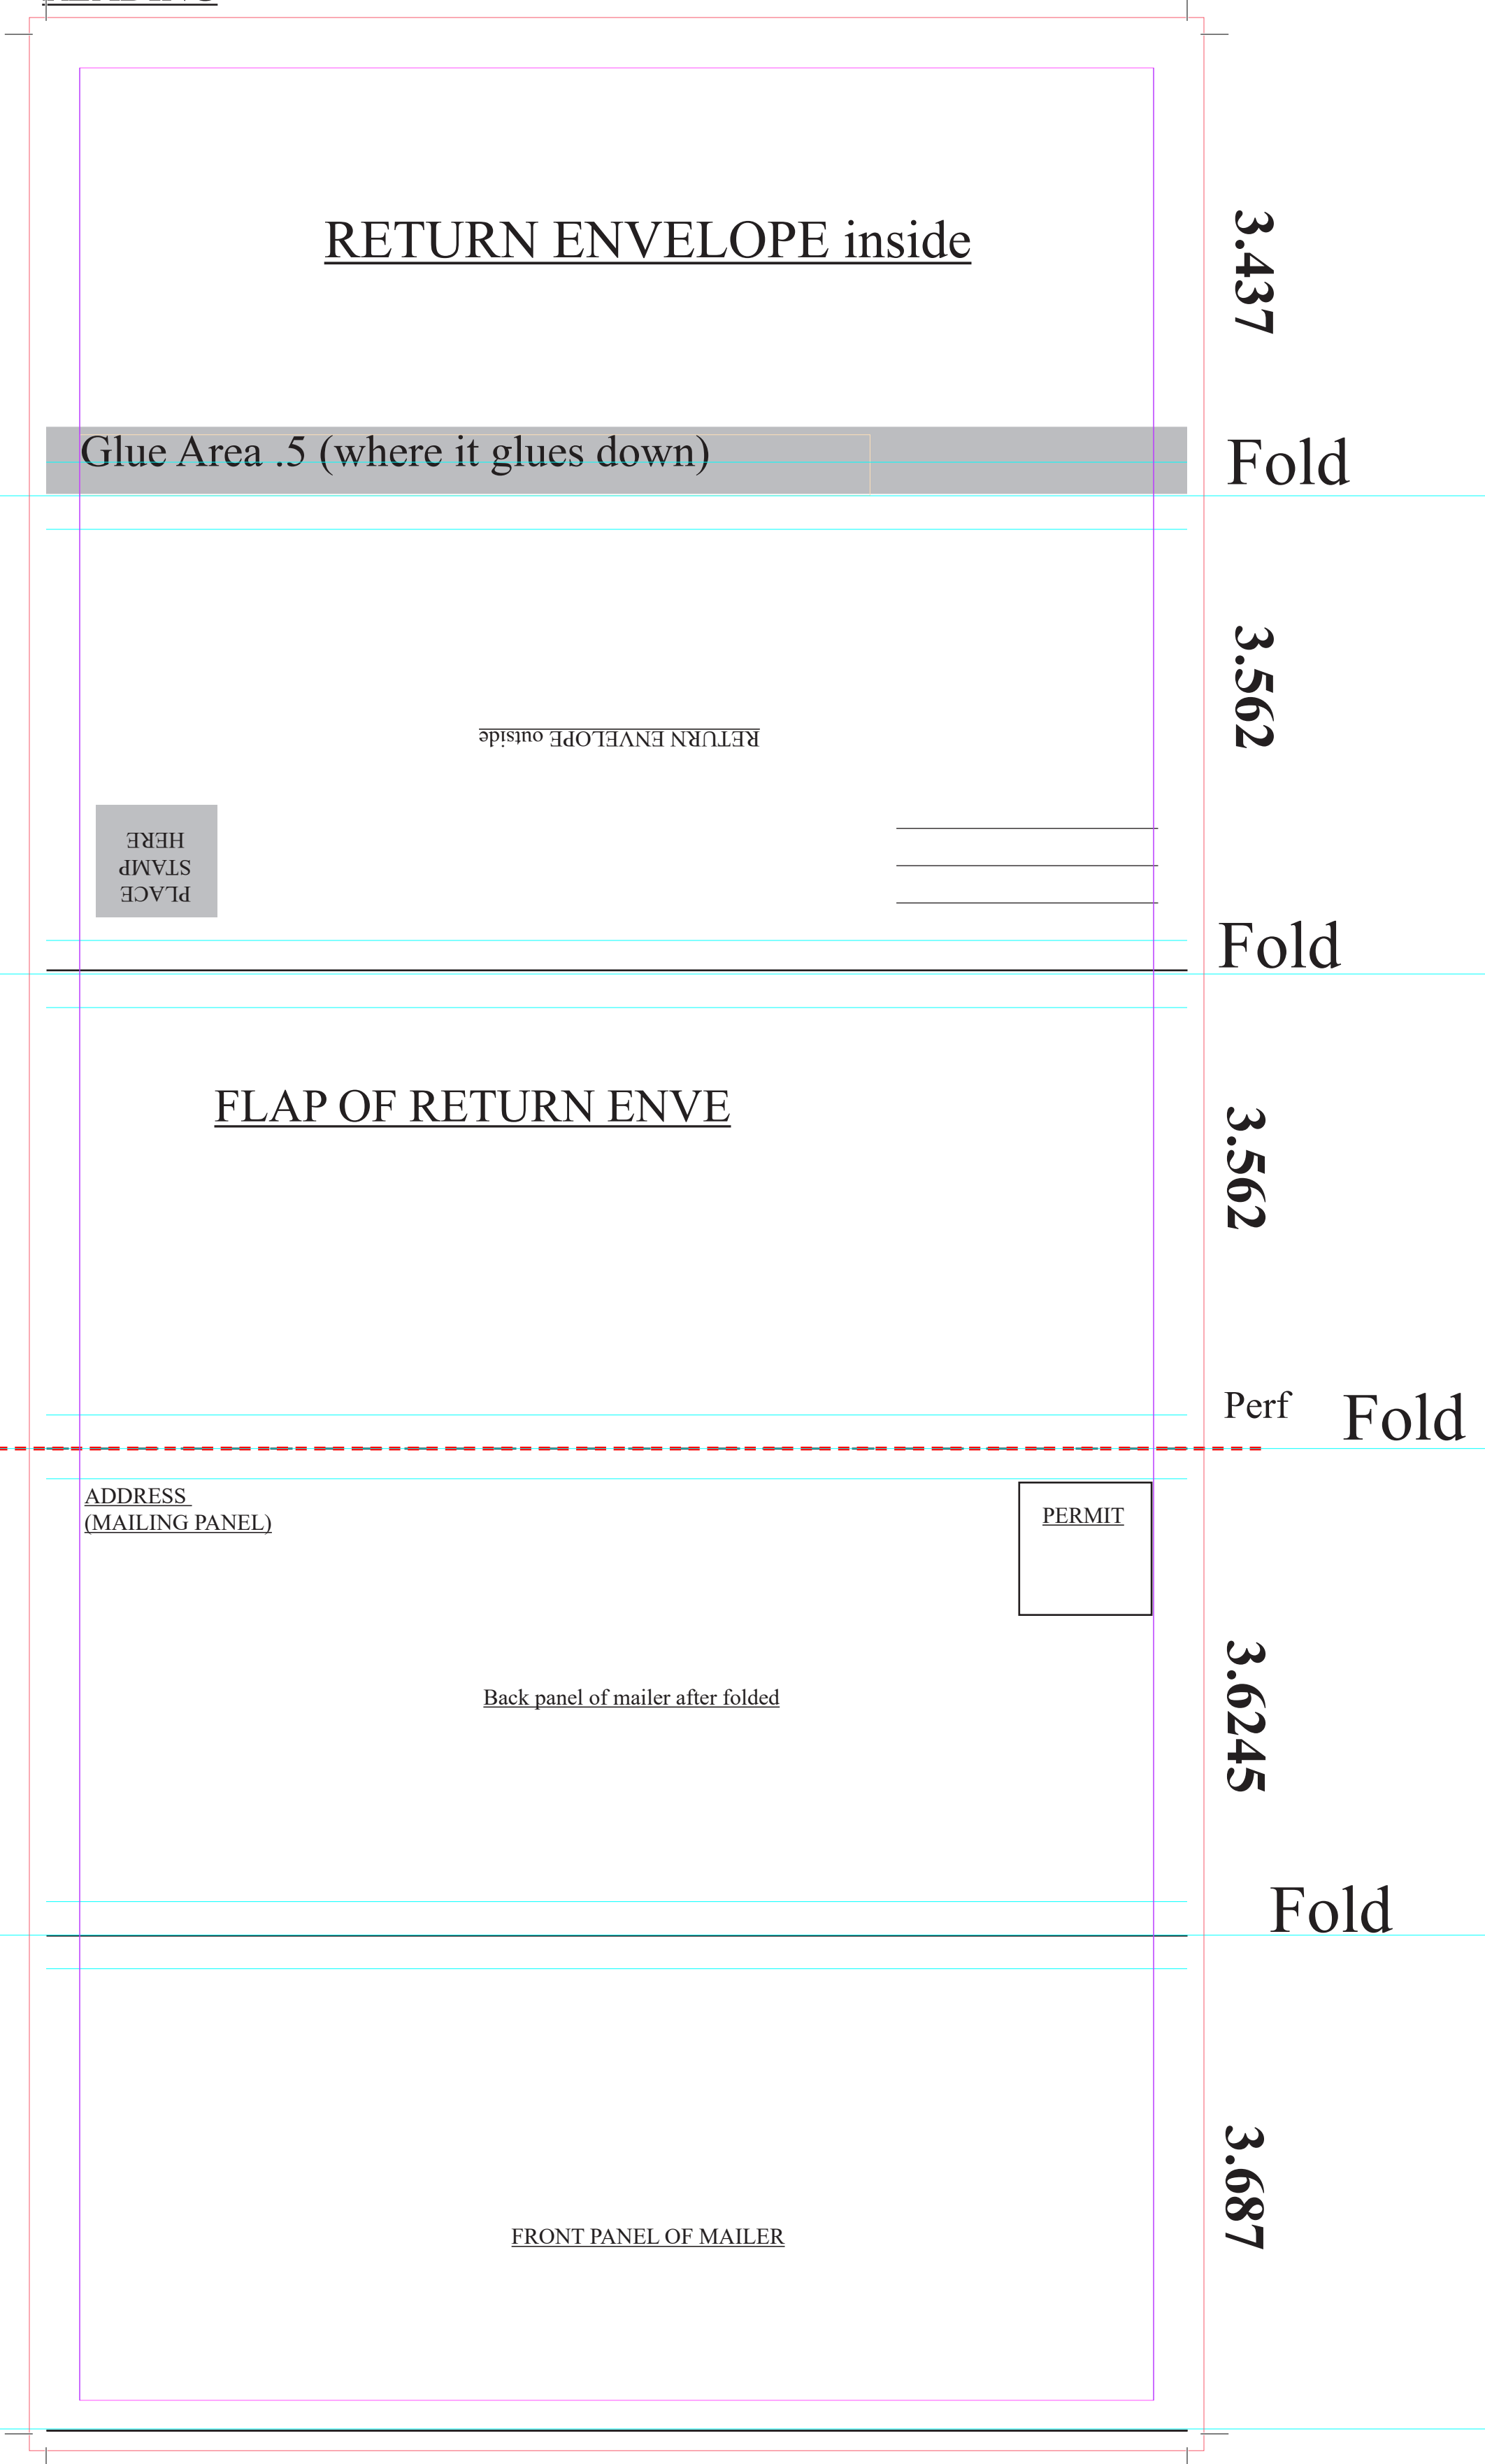 RETURN ENVELOPE inside
3.437
Glue Area .5 (where it glues down)
Fold
3.562
RETURN ENVELOPE outside
PLACE
STAMP
HERE
Fold
FLAP OF RETURN ENVE
3.562
Perf
Fold
ADDRESS
(MAILING PANEL)
PERMIT
Back panel of mailer after folded
3.6245
Fold
3.687
FRONT PANEL OF MAILER